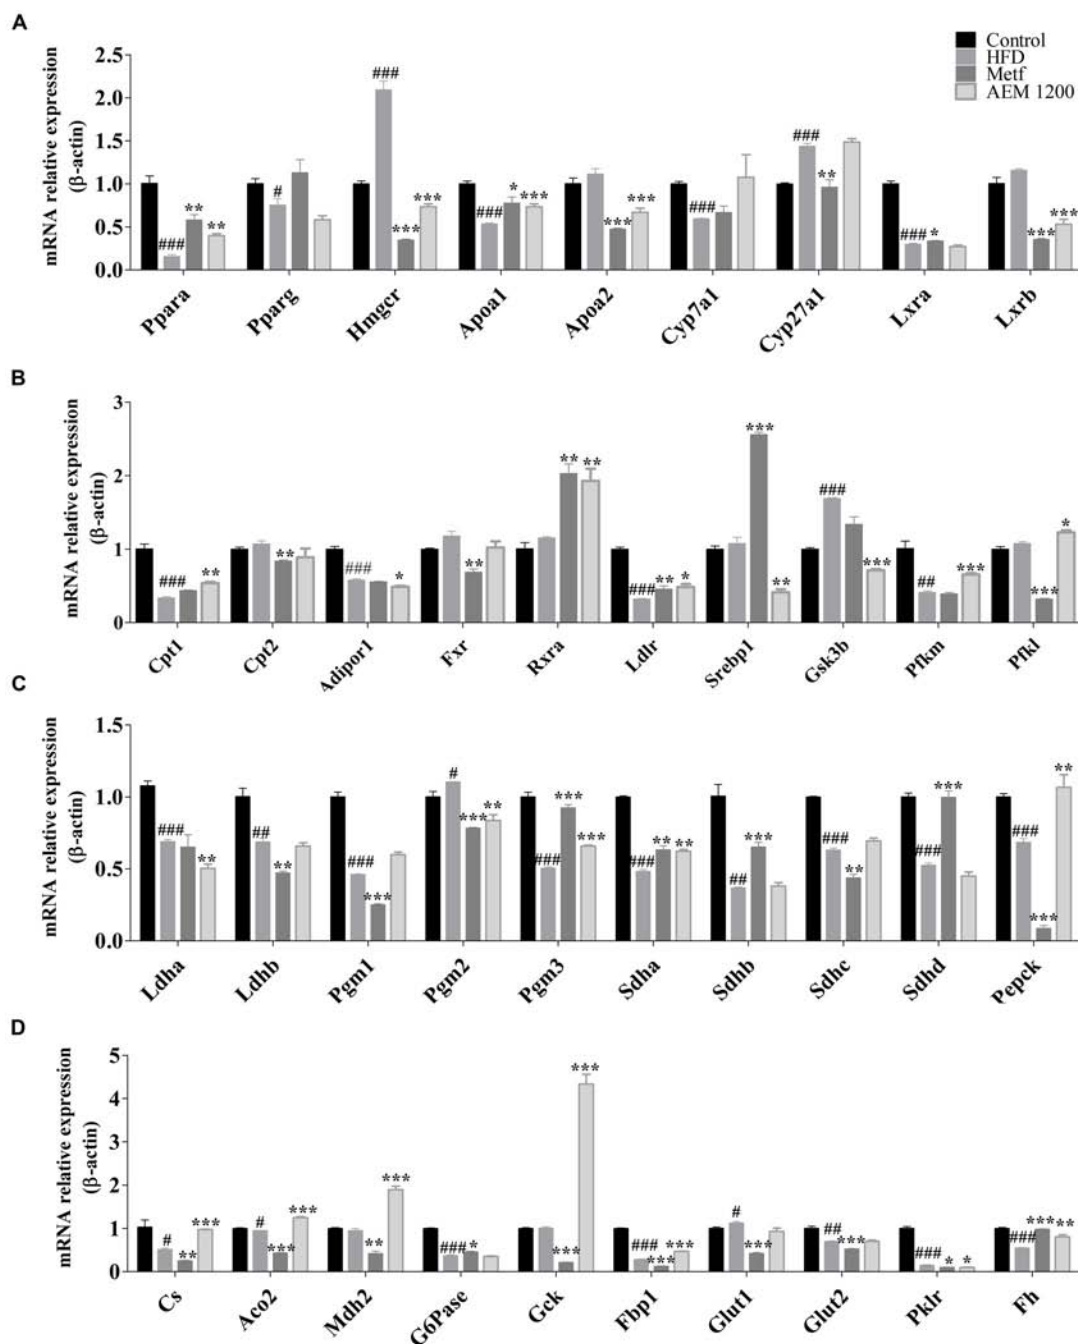 A
mRNA relative expression
(β-actin)
2.5
2.0
1.5
1.0
0.5
0.0
Control
HFD
Metf
AEM 1200
###
**
**
#
###
***
***
###
*
***
***
***
###
###
**
###
*
***
***
Ppara
Pparg
Hmgcr
Apoa1
Apoa2
Cyp7a1
Cyp27a1
Lxra
Lxrb
B
mRNA relative expression
(β-actin)
3
2
1
0
###
**
**
###
*
**
**
**
###
**
*
***
**
###
***
##
***
***
*
Cpt1
Cpt2
Adipor1
Fxr
Rxra
Ldlr
Srebp1
Gsk3b
Pfkm
Pfkl
C
mRNA relative expression
(β-actin)
1.5
1.0
0.5
0.0
###
**
##
**
###
***
#
***
**
###
***
***
###
**
**
##
***
###
**
###
***
###
***
**
Ldha
Ldhb
Pgm1
Pgm2
Pgm3
Sdha
Sdhb
Sdhc
Sdhd
Pepck
D
mRNA relative expression
(β-actin)
5
4
3
2
1
0
#
**
***
#
***
***
**
***
###
*
***
***
###
***
***
#
***
##
***
###
*
*
###
***
**
Cs
Aco2
Mdh2
G6Pase
Gck
Fbp1
Glut1
Glut2
Pklr
Fh